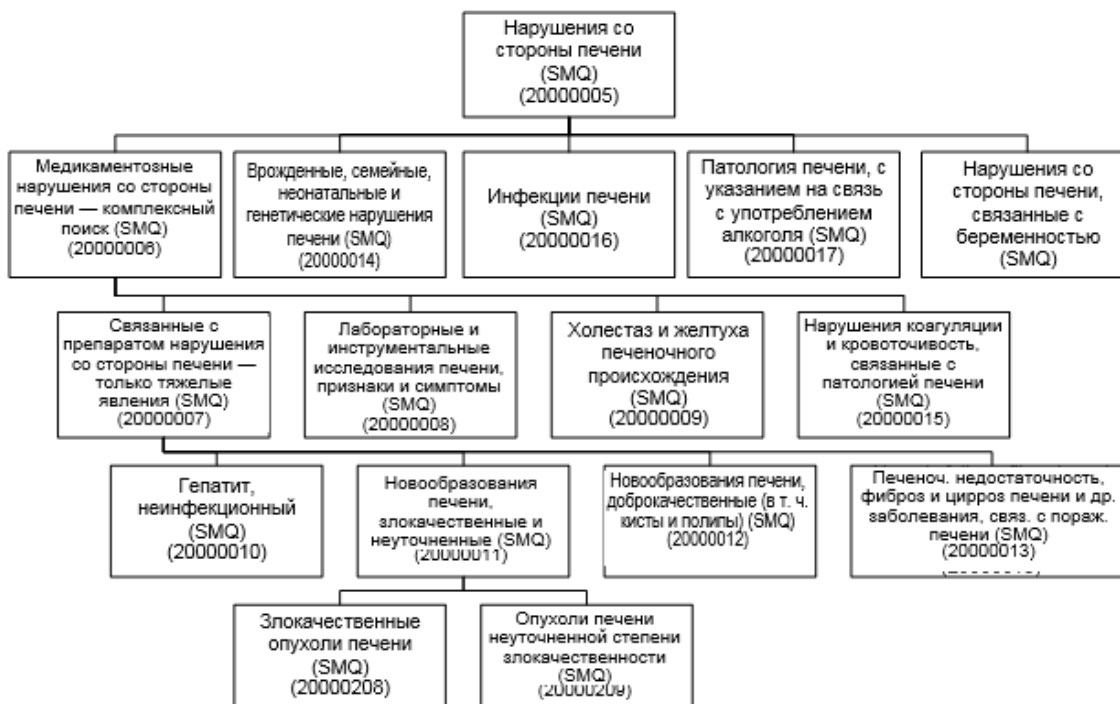 Нарушения со
стороны печени
(SMQ)
(20000005)
Медикаментозные
нарушения со стороны
печени — комплексный
поиск (SMQ)
(20000006)
Врожденные, семейные,
неонатальные и
генетические нарушения
печени (SMQ)
(20000014)
Инфекции печени
(SMQ)
(20000016)
Патология печени, с
указанием на связь
с употреблением
алкоголя (SMQ)
(20000017)
Нарушения со
стороны печени,
связанные с
беременностью
(SMQ)
Связанные с
препаратом нарушения
со стороны печени —
только тяжелые
явления (SMQ)
(20000007)
Лабораторные и
инструментальные
исследования печени,
признаки и симптомы
(SMQ)
(20000008)
Холестаз и желтуха
печеночного
происхождения
(SMQ)
(20000009)
Нарушения коагуляции
и кровоточивость,
связанные с
патологией печени
(SMQ)
(20000015)
Гепатит,
неинфекционный
(SMQ)
(20000010)
Новообразования
печени,
злокачественные и
неуточненные (SMQ)
(20000011)
Новообразования печени,
доброкачественные (в т. ч.
кисты и полипы) (SMQ)
(20000012)
Печеноч. недостаточность,
фиброз и цирроз печени и др.
заболевания, связ. с пораж.
печени (SMQ)
(20000013)
Злокачественные
опухоли печени
(SMQ)
(20000208)
Опухоли печени
неуточненной степени
злокачественности
(SMQ)
(20000209)